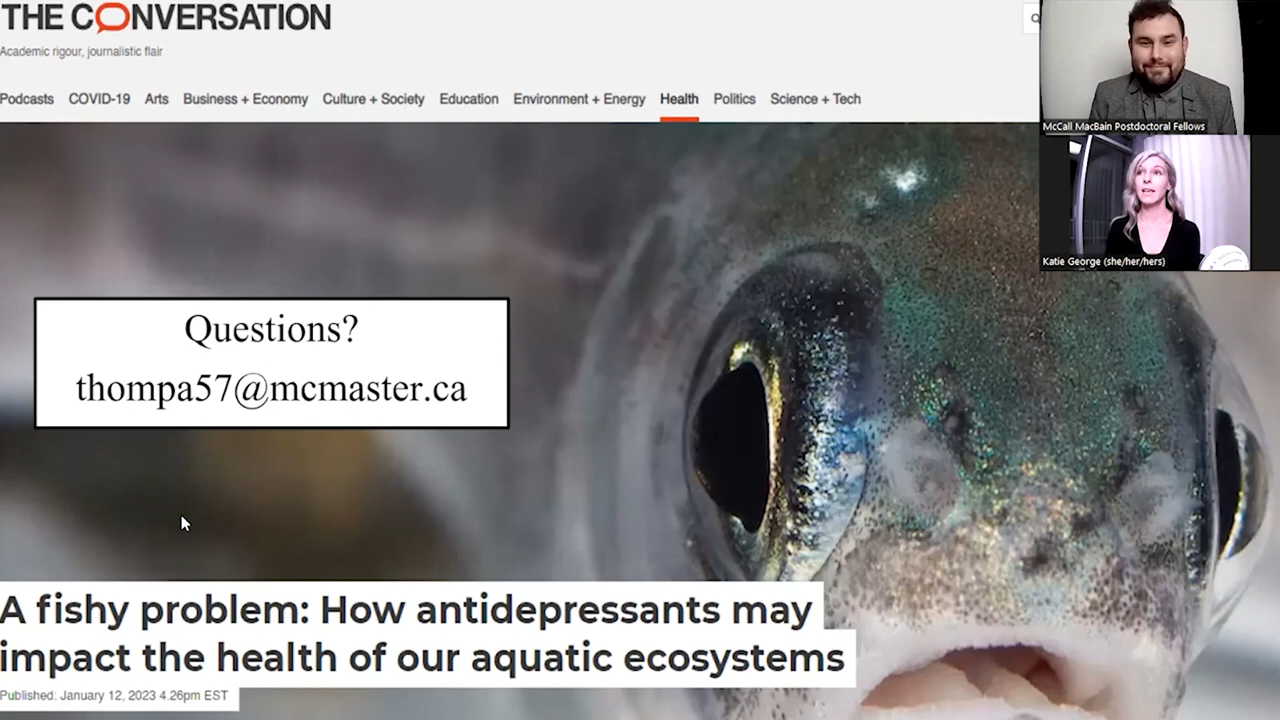 THE CONVERSATION
Academic rigour, journalistic flair
Podcasts COVID-19 Arts Business + Economy Culture + Society Education Environment + Energy Health Politics Science + Tech
McCall MacBain Postdoctoral Fellows
Katie George (she/her/hers)
Questions?
thompa57@mcmaster.ca
A fishy problem: How antidepressants may
impact the health of our aquatic ecosystems
Published: January 12, 2023 4.26pm EST